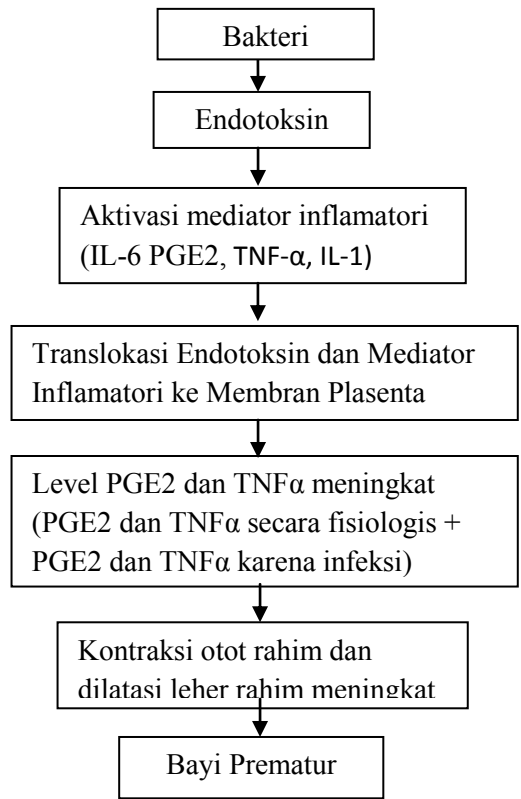 Bakteri
Endotoksin
Aktivasi mediator inflamatori
(IL-6 PGE2, TNF-α, IL-1)
Translokasi Endotoksin dan Mediator
Inflamatori ke Membran Plasenta
Level PGE2 dan TNFα meningkat
(PGE2 dan TNFα secara fisiologis +
PGE2 dan TNFα karena infeksi)
Kontraksi otot rahim dan
dilatasi leher rahim meningkat
Bayi Prematur